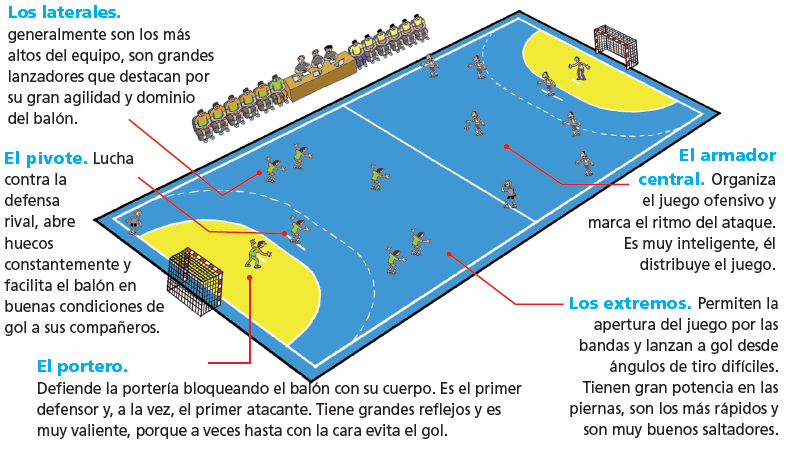 Los laterales.
generalmente son los más
altos del equipo, son grandes
lanzadores que destacan por
su gran agilidad y dominio
del balón.
El pivote. Lucha
contra la
defensa
rival, abre
huecos
constantemente y
facilita el balón en
buenas condiciones de
gol a sus compañeros.
El armador
central. Organiza
el juego ofensivo y
marca el ritmo del ataque.
Es muy inteligente, él
distribuye el juego.
Los extremos. Permiten la
apertura del juego por las
bandas y lanzan a gol desde
ángulos de tiro difíciles.
Tienen gran potencia en las
piernas, son los más rápidos y
son muy buenos saltadores.
El portero.
Defiende la portería bloqueando el balón con su cuerpo. Es el primer
defensor y, a la vez, el primer atacante. Tiene grandes reflejos y es
muy valiente, porque a veces hasta con la cara evita el gol.